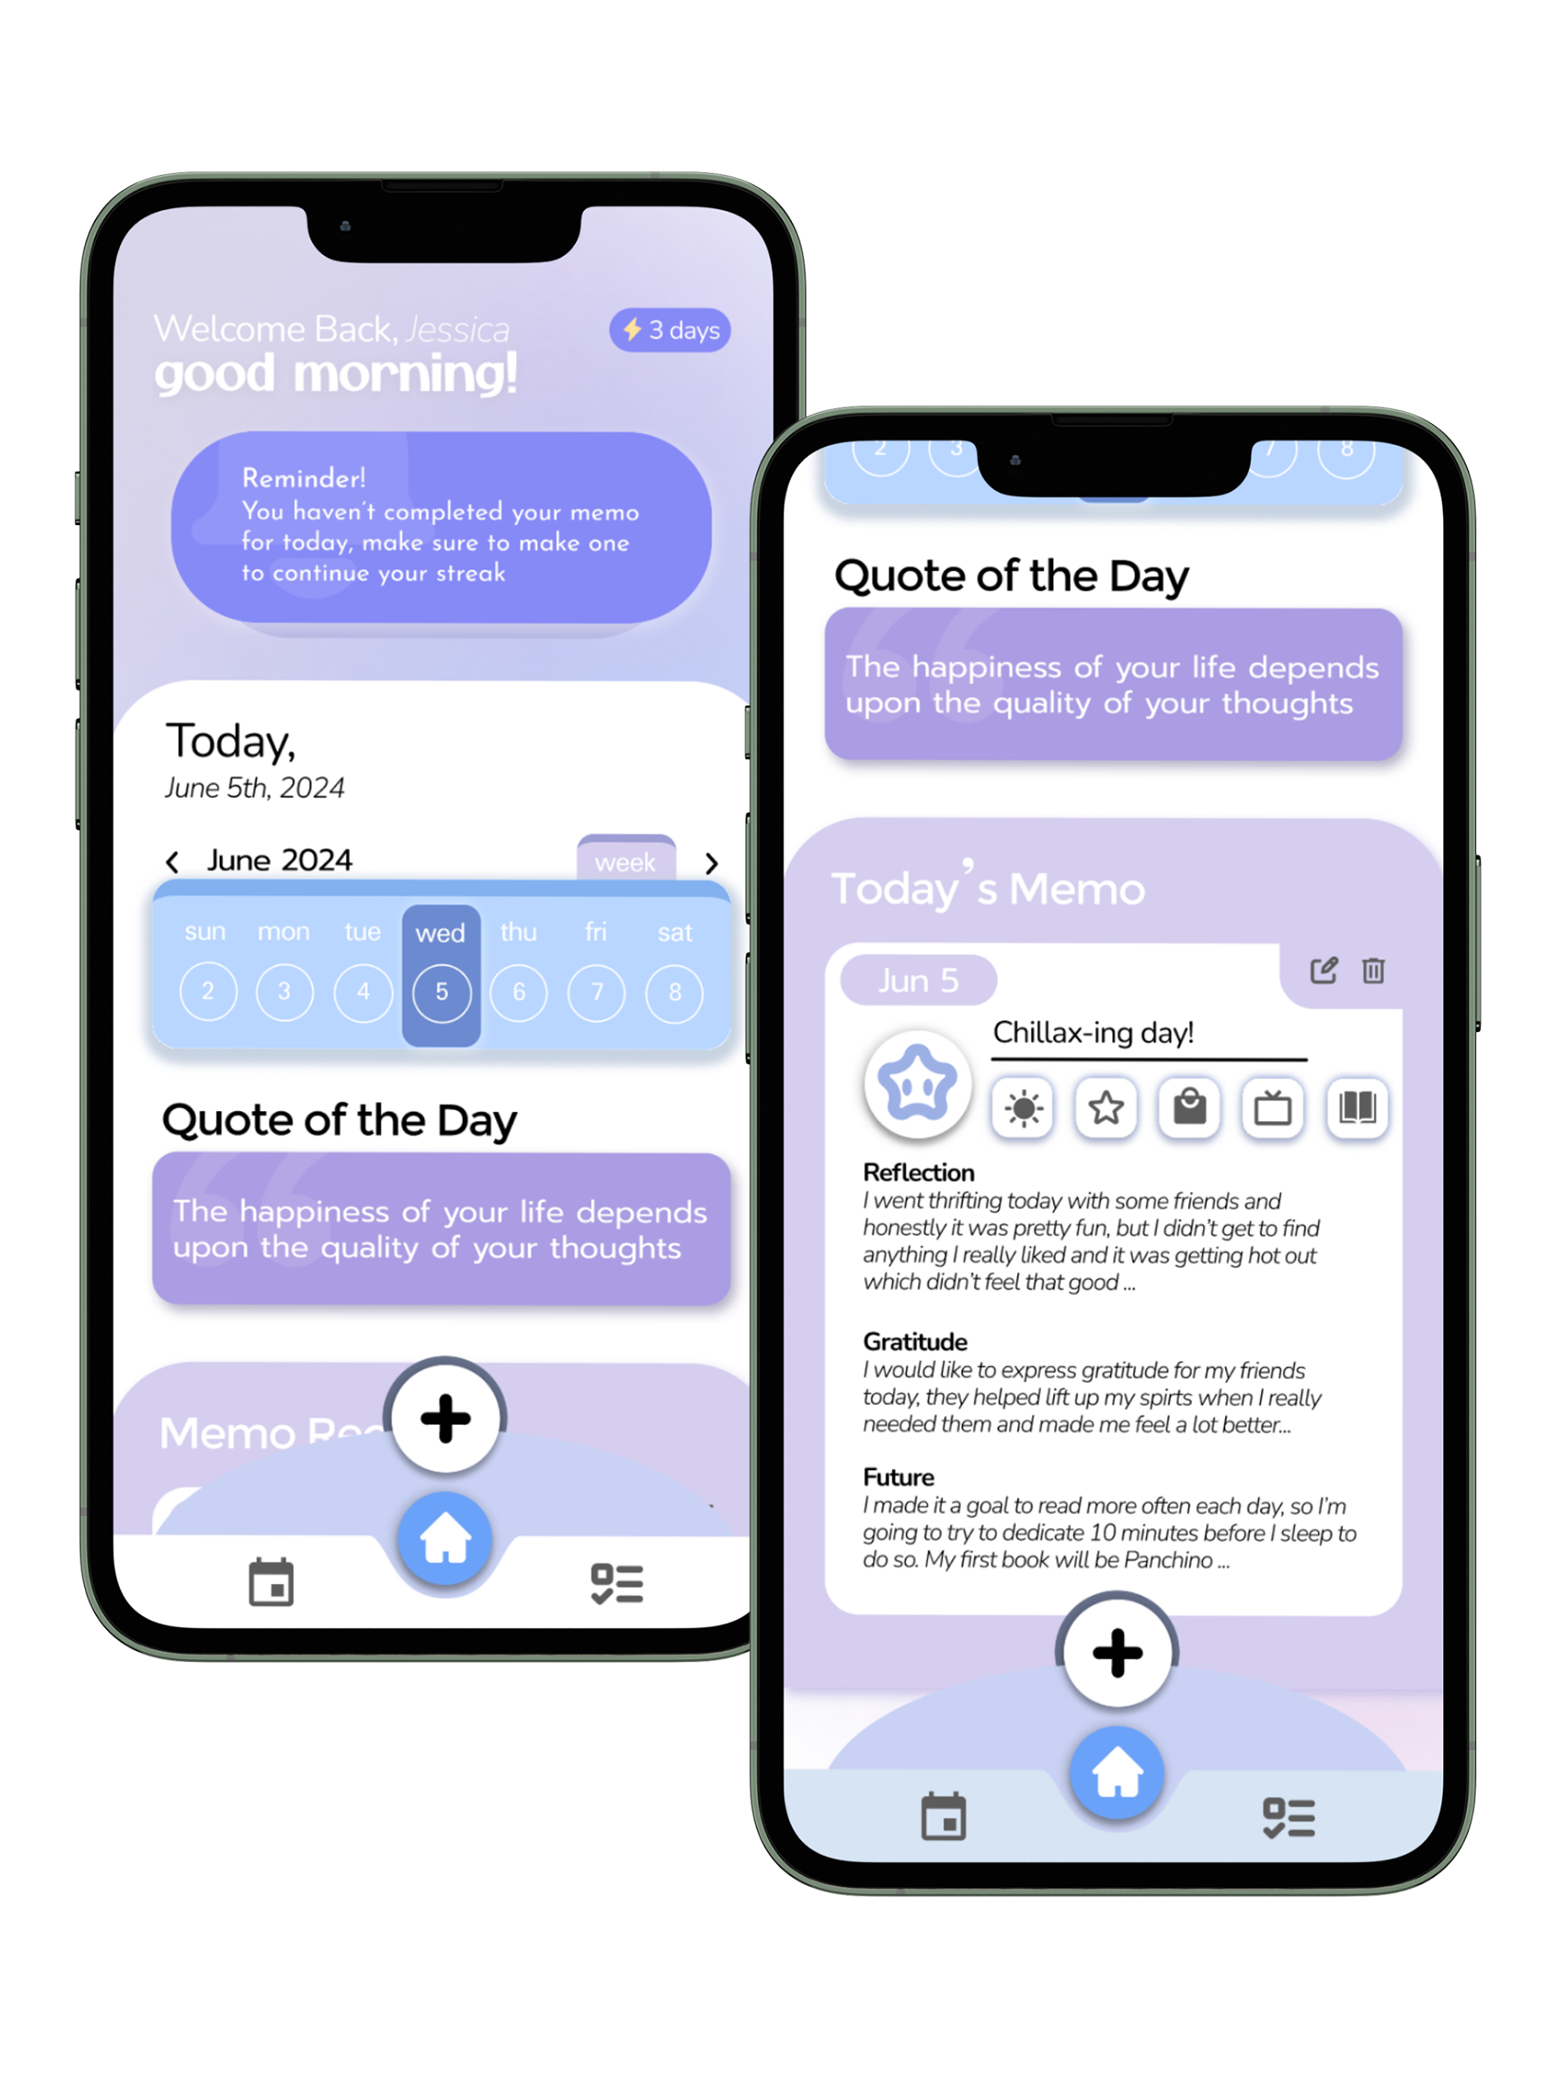 Welcome Back, Jessica
⚡ 3 days
good morning!
Reminder!
You haven't completed your memo
for today, make sure to make one
to continue your streak
Today,
June 5th, 2024
June 2024
week
sun mon tue wed thu fri sat
2 3 4 5 6 7 8
Quote of the Day
The happiness of your life depends
upon the quality of your thoughts
Memo
2 3 7 8
Quote of the Day
The happiness of your life depends
upon the quality of your thoughts
Today's Memo
Jun 5
Chillax-ing day!
Reflection
I went thrifting today with some friends and
honestly it was pretty fun, but I didn't get to find
anything I really liked and it was getting hot out
which didn't feel that good ...
Gratitude
I would like to express gratitude for my friends
today, they helped lift up my spirts when I really
needed them and made me feel a lot better...
Future
I made it a goal to read more often each day, so I'm
going to try to dedicate 10 minutes before I sleep to
do so. My first book will be Panchino ...